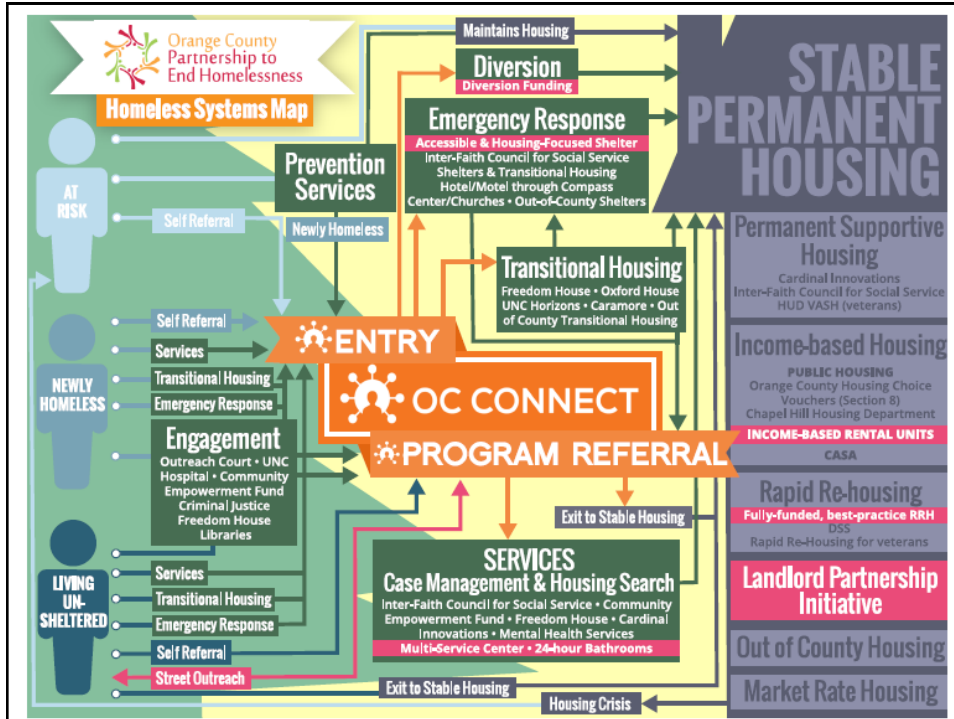 Orange County
Partnership to
End Homelessness
Homeless Systems Map
Maintains Housing
Diversion
Diversion Funding
STABLE
PERMANENT
HOUSING
Emergency Response
Accessible & Housing-Focused Shelter
Inter-Faith Council for Social Service
Shelters & Transitional Housing
Hotel/Motel through Compass
Center/Churches • Out-of-County Shelters
Prevention
Services
AT
RISK
Self Referral
Newly Homeless
Permanent Supportive
Housing
Cardinal Innovations
Inter-Faith Council for Social Service
HUD VASH (veterans)
Transitional Housing
Freedom House • Oxford House
UNC Horizons • Caramore • Out
of County Transitional Housing
Self Referral
Services
Transitional Housing
Emergency Response
NEWLY
HOMELESS
ENTRY
OC CONNECT
PROGRAM REFERRAL
Income-based Housing
PUBLIC HOUSING
Orange County Housing Choice
Vouchers (Section 8)
Chapel Hill Housing Department
INCOME-BASED RENTAL UNITS
CASA
Engagement
Outreach Court • UNC
Hospital • Community
Empowerment Fund
Criminal Justice
Freedom House
Libraries
Rapid Re-housing
Fully-funded, best-practice RRH
DSS
Rapid Re-Housing for veterans
Exit to Stable Housing
SERVICES
Case Management & Housing Search
Inter-Faith Council for Social Service • Community
Empowerment Fund • Freedom House • Cardinal
Innovations • Mental Health Services
Multi-Service Center • 24-hour Bathrooms
Landlord Partnership
Initiative
LIVING
UN-
SHELTERED
Services
Transitional Housing
Emergency Response
Self Referral
Street Outreach
Exit to Stable Housing
Housing Crisis
Out of County Housing
Market Rate Housing